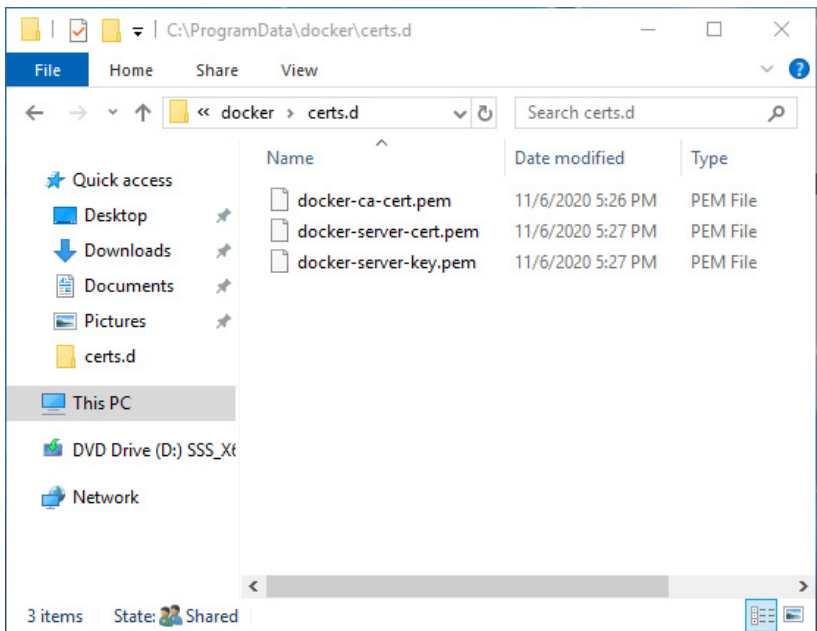 C:\ProgramData\docker\certs.d
File Home Share View
« docker > certs.d
Search certs.d
Name Date modified Type
Quick access
Desktop
Downloads
Documents
Pictures
certs.d
This PC
DVD Drive (D:) SSS_X6
Network
docker-ca-cert.pem 11/6/2020 5:26 PM PEM File
docker-server-cert.pem 11/6/2020 5:27 PM PEM File
docker-server-key.pem 11/6/2020 5:27 PM PEM File
3 items State: Shared